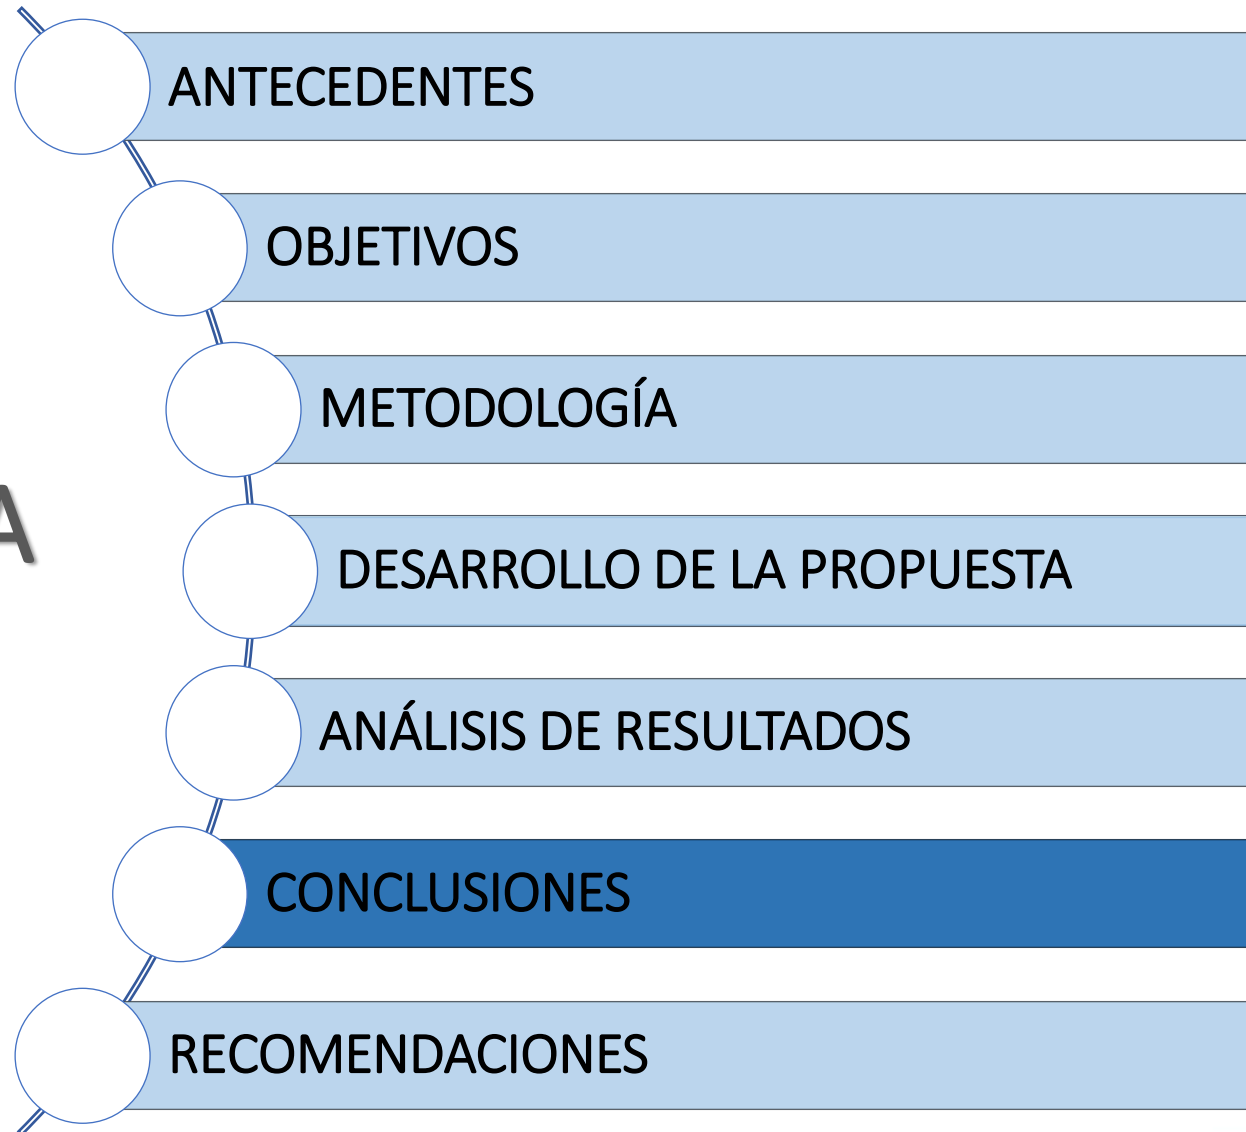 ANTECEDENTES
OBJETIVOS
METODOLOGÍA
A
DESARROLLO DE LA PROPUESTA
ANÁLISIS DE RESULTADOS
CONCLUSIONES
RECOMENDACIONES